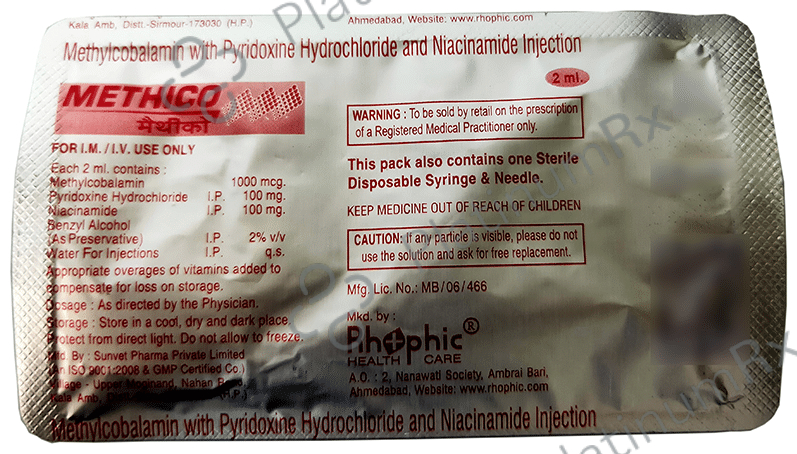 Kala Amb, Distt.-Sirmour-173030 (H.P.)
Ahmedabad, Website: www.rhophic.com
Methylcobalamin with Pyridoxine Hydrochloride and Niacinamide Injection
2 ml.
METHICO
मैथीको
FOR I.M. / I.V. USE ONLY
Each 2 ml. contains :
Methylcobalamin 1000 mcg.
Pyridoxine Hydrochloride I.P. 100 mg.
Niacinamide I.P. 100 mg.
Benzyl Alcohol
(As Preservative) I.P. 2% v/v
Water For Injections I.P. q.s.
Appropriate overages of vitamins added to
compensate for loss on storage.
Dosage : As directed by the Physician.
Storage : Store in a cool, dry and dark place.
Protect from direct light. Do not allow to freeze.
Mfd. By : Sunvet Pharma Private Limited
(An ISO 9001:2008 & GMP Certified Co.)
Village - Upper Moginand, Nahan
Kala Amb, (H.P.)
WARNING : To be sold by retail on the prescription
of a Registered Medical Practitioner only.
This pack also contains one Sterile
Disposable Syringe & Needle.
KEEP MEDICINE OUT OF REACH OF CHILDREN
CAUTION: If any particle is visible, please do not
use the solution and ask for free replacement.
Mfg. Lic. No.: MB/06/466
Mkd. by :
Rhophic®
HEALTH CARE
A.O. : 2, Nanawati Society, Ambrai Bari,
Ahmedabad, Website: www.rhophic.com
Methylcobalamin with Pyridoxine Hydrochloride and Niacinamide Injection
PlatinumRx